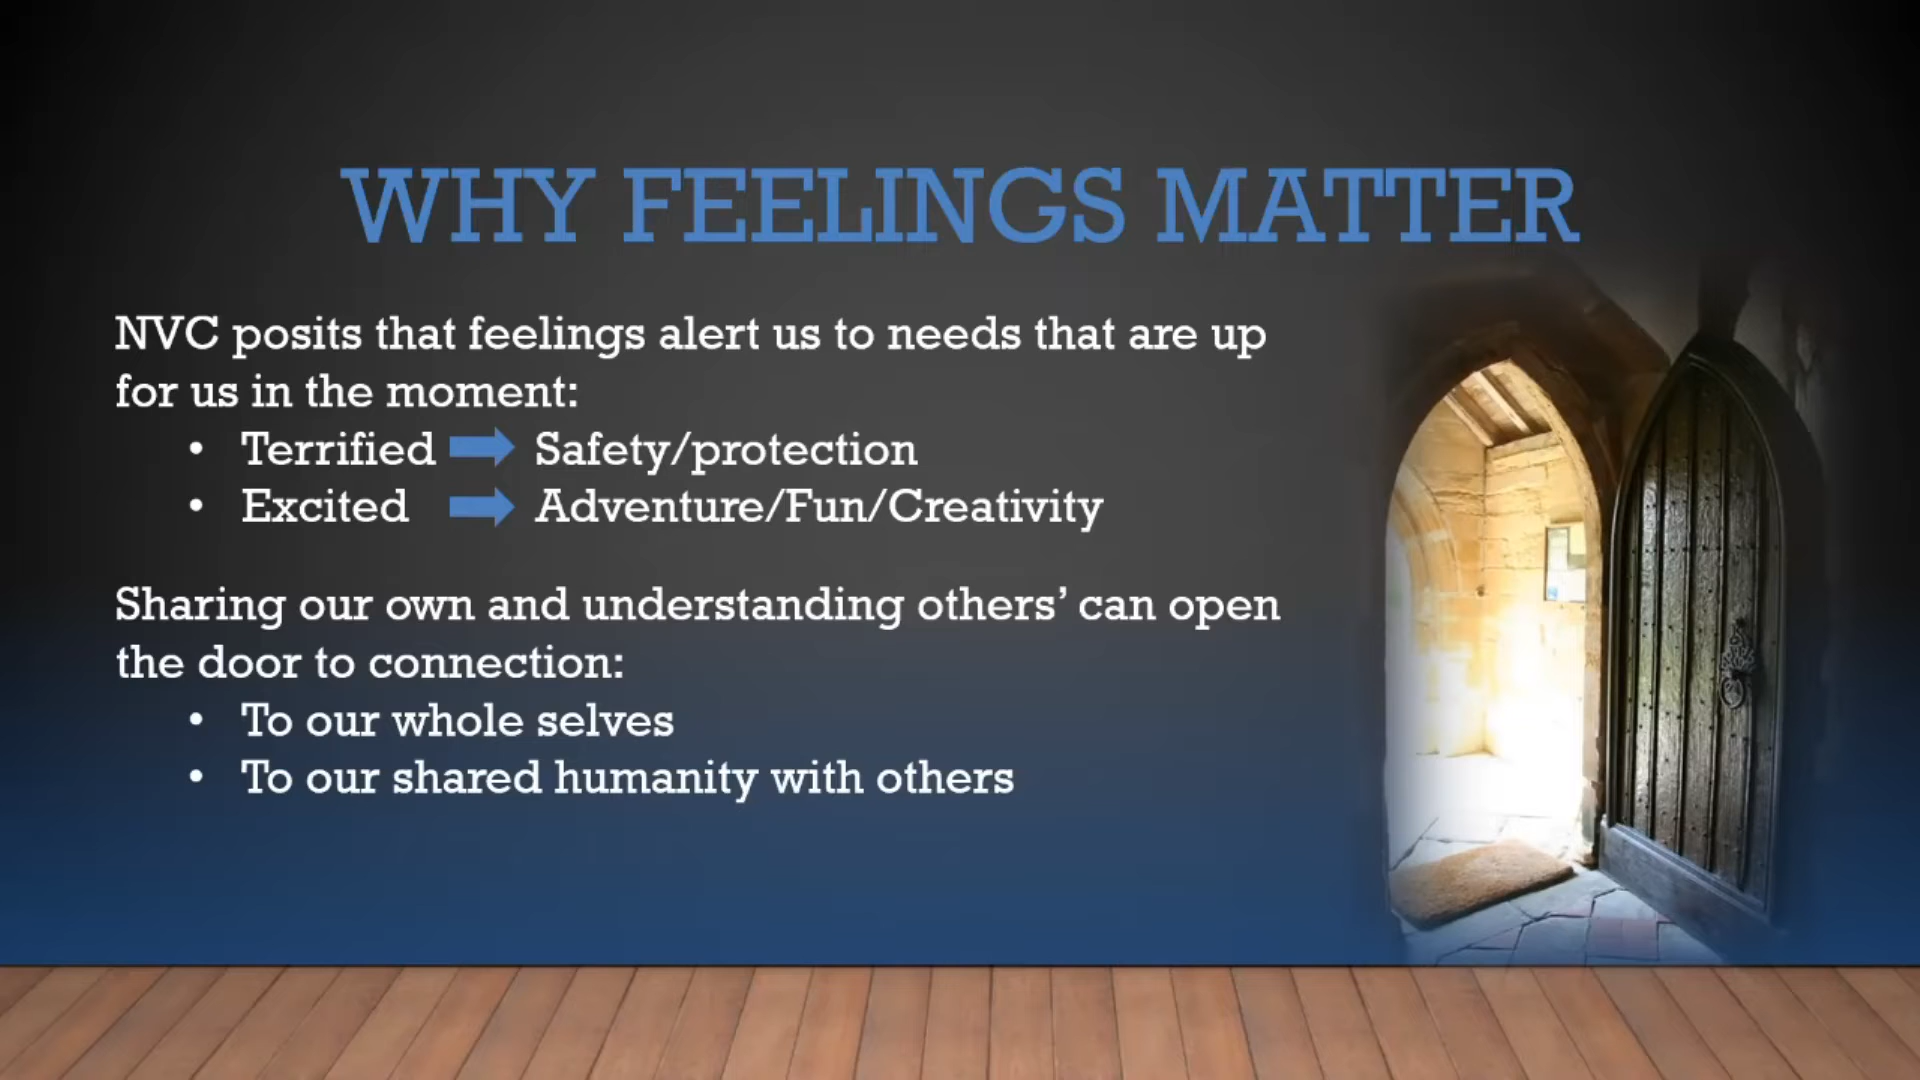 WHY FEELINGS MATTER
NVC posits that feelings alert us to needs that are up
for us in the moment:
• Terrified ➡ Safety/protection
• Excited ➡ Adventure/Fun/Creativity
Sharing our own and understanding others’ can open
the door to connection:
• To our whole selves
• To our shared humanity with others